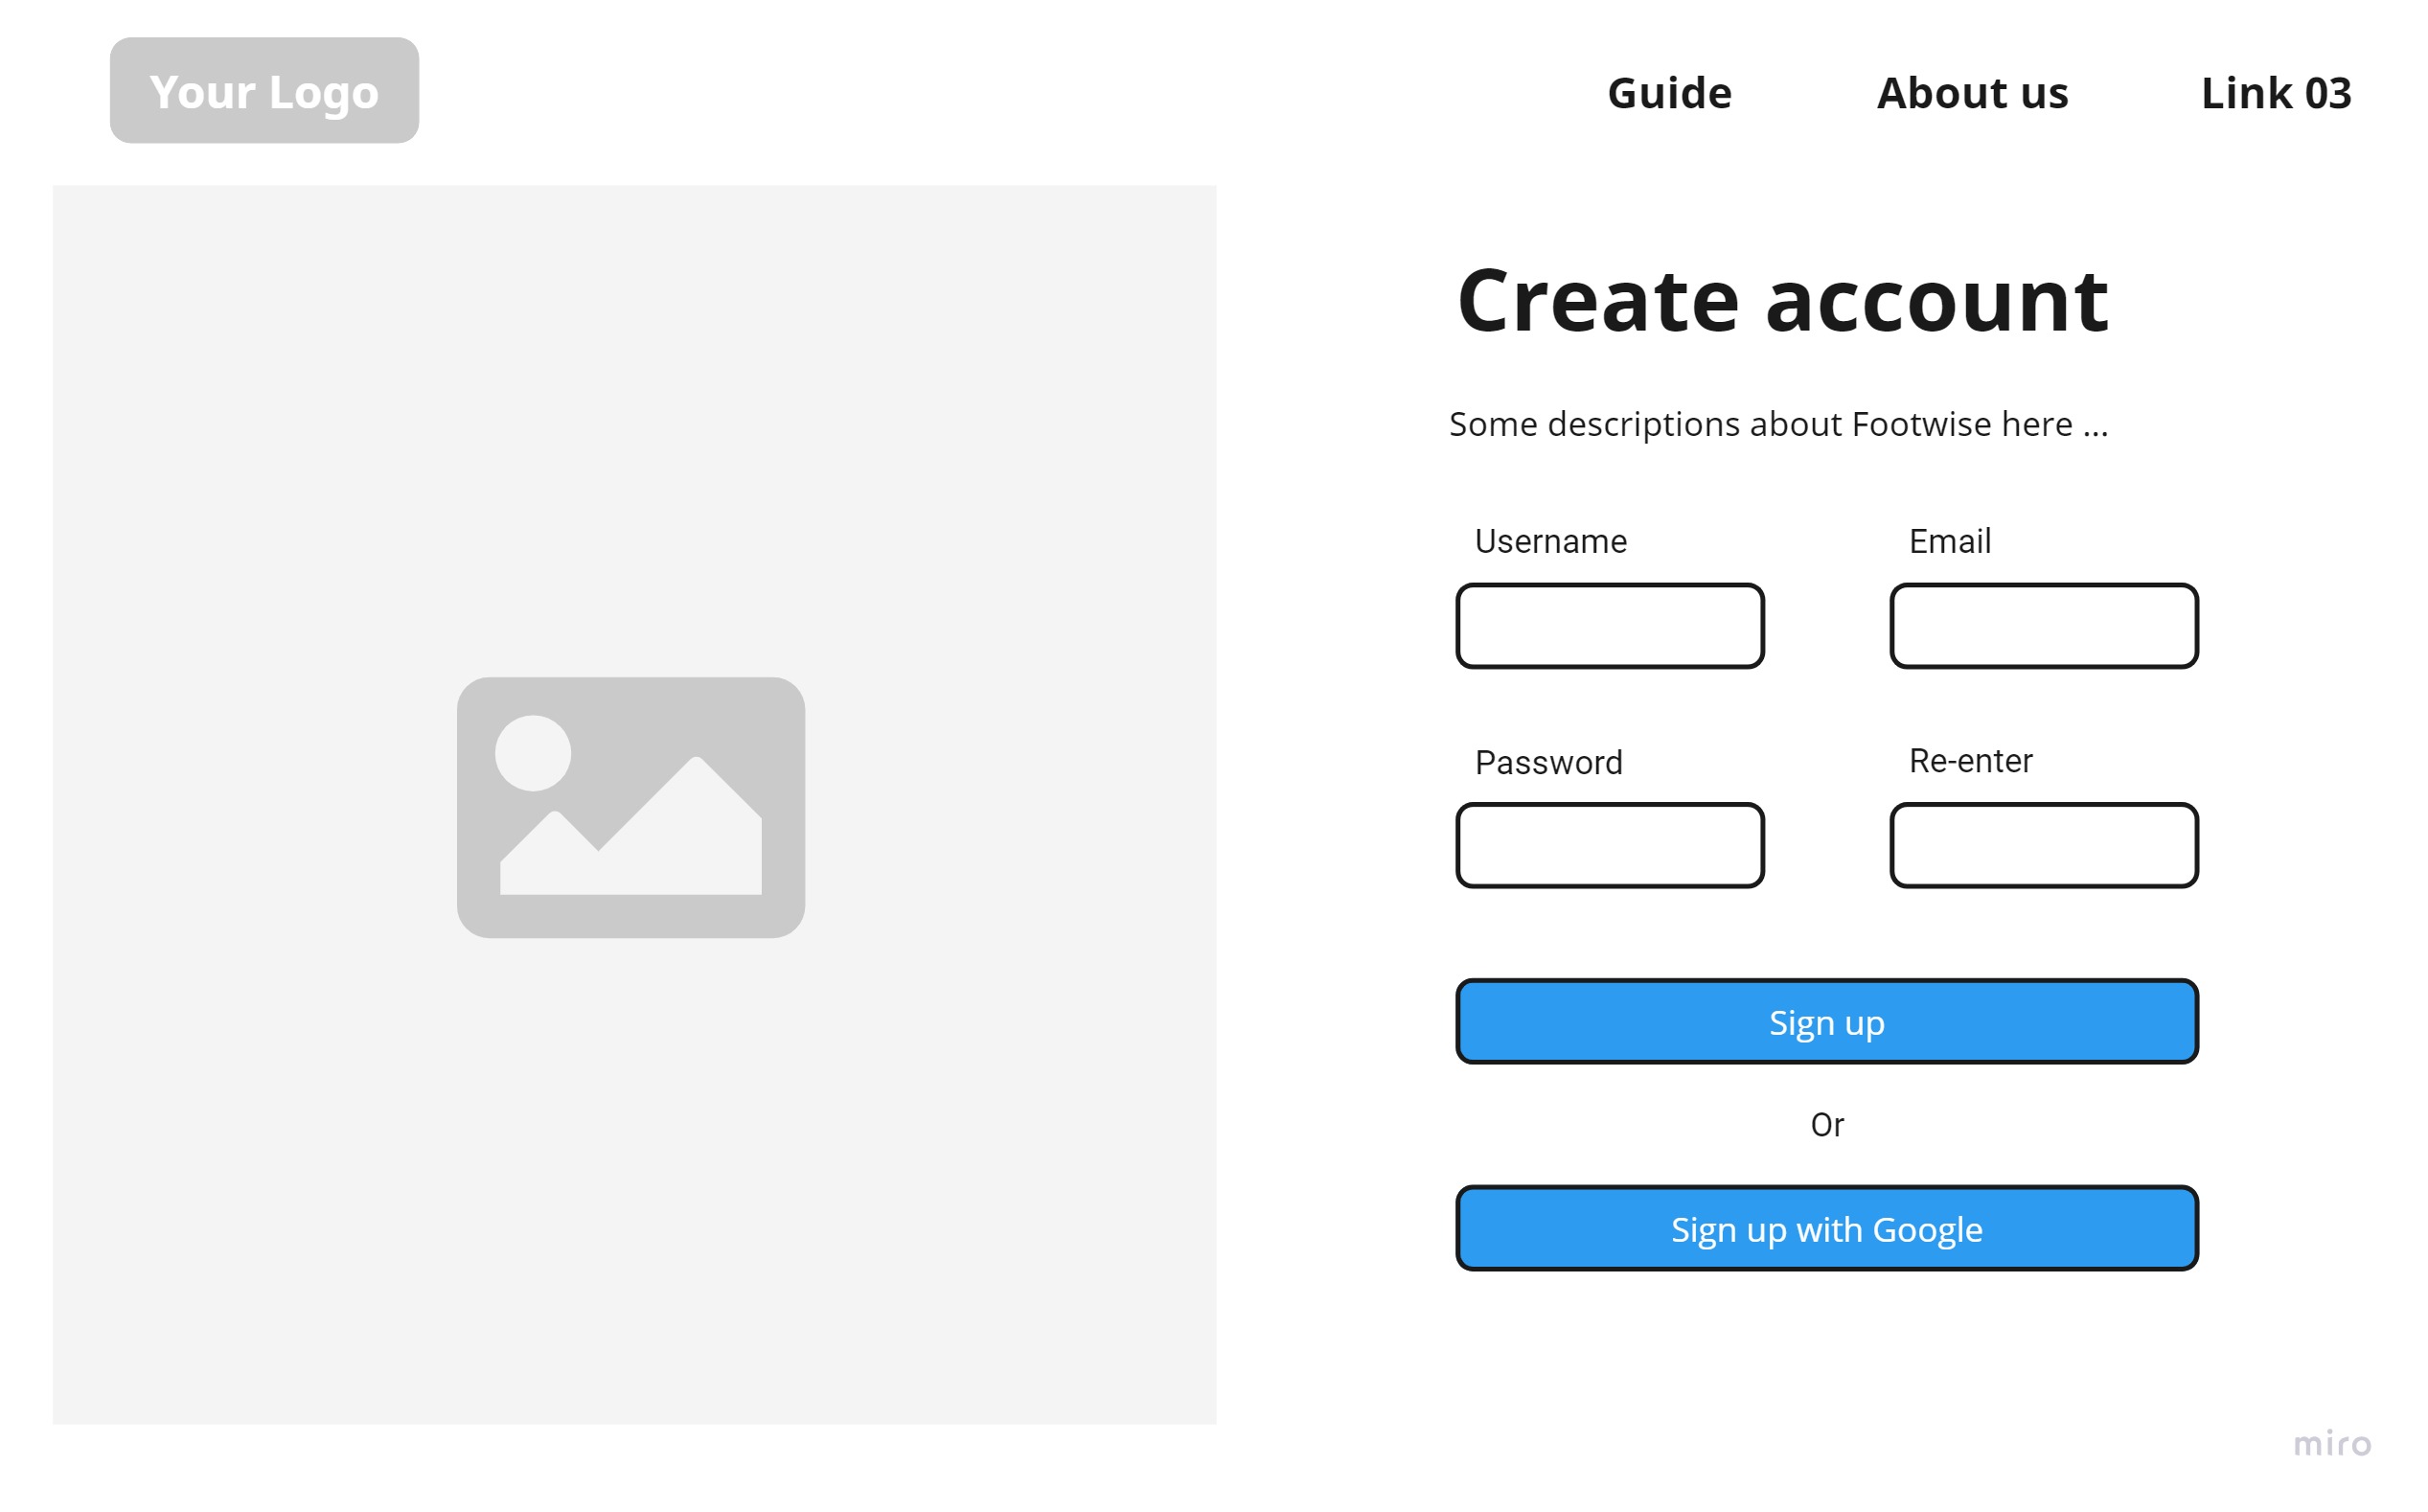 Your Logo
Guide
About us
Link 03
Create account
Some descriptions about Footwise here ...
Username
Email
Password
Re-enter
Sign up
Or
Sign up with Google
miro